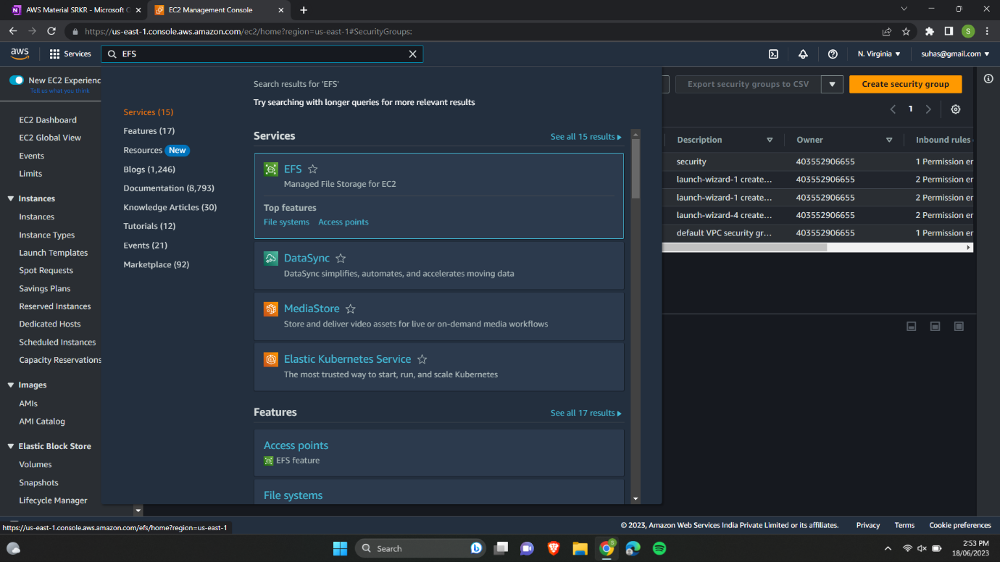 AWS Material SRKR - Microsoft O
EC2 Management Console
https://us-east-1.console.aws.amazon.com/ec2/home?region=us-east-1#SecurityGroups:
S
aws
Services
EFS
N. Virginia
suhas@gmail.com
New EC2 Experienc
Tell us what you think
EC2 Dashboard
EC2 Global View
Events
Limits
Instances
Instances
Instance Types
Launch Templates
Spot Requests
Savings Plans
Reserved Instances
Dedicated Hosts
Scheduled Instances
Capacity Reservations
Images
AMIs
AMI Catalog
Elastic Block Store
Volumes
Snapshots
Lifecycle Manager
Services (15)
Features (17)
Resources New
Blogs (1,246)
Documentation (8,793)
Knowledge Articles (30)
Tutorials (12)
Events (21)
Marketplace (92)
Search results for 'EFS'
Try searching with longer queries for more relevant results
Services
See all 15 results
EFS
Managed File Storage for EC2
Top features
File systems Access points
DataSync
DataSync simplifies, automates, and accelerates moving data
MediaStore
Store and deliver video assets for live or on-demand media workflows
Elastic Kubernetes Service
The most trusted way to start, run, and scale Kubernetes
Features
See all 17 results
Access points
EFS feature
File systems
Export security groups to CSV
Create security group
1
Description Owner Inbound rules
security 403552906655 1 Permission er
launch-wizard-1 create... 403552906655 2 Permission er
launch-wizard-1 create... 403552906655 2 Permission er
launch-wizard-4 create... 403552906655 2 Permission er
default VPC security gr... 403552906655 1 Permission er
https://us-east-1.console.aws.amazon.com/efs/home?region=us-east-1
© 2023, Amazon Web Services India Private Limited or its affiliates.
Privacy
Terms
Cookie preferences
Search
2:53 PM
18/06/2023